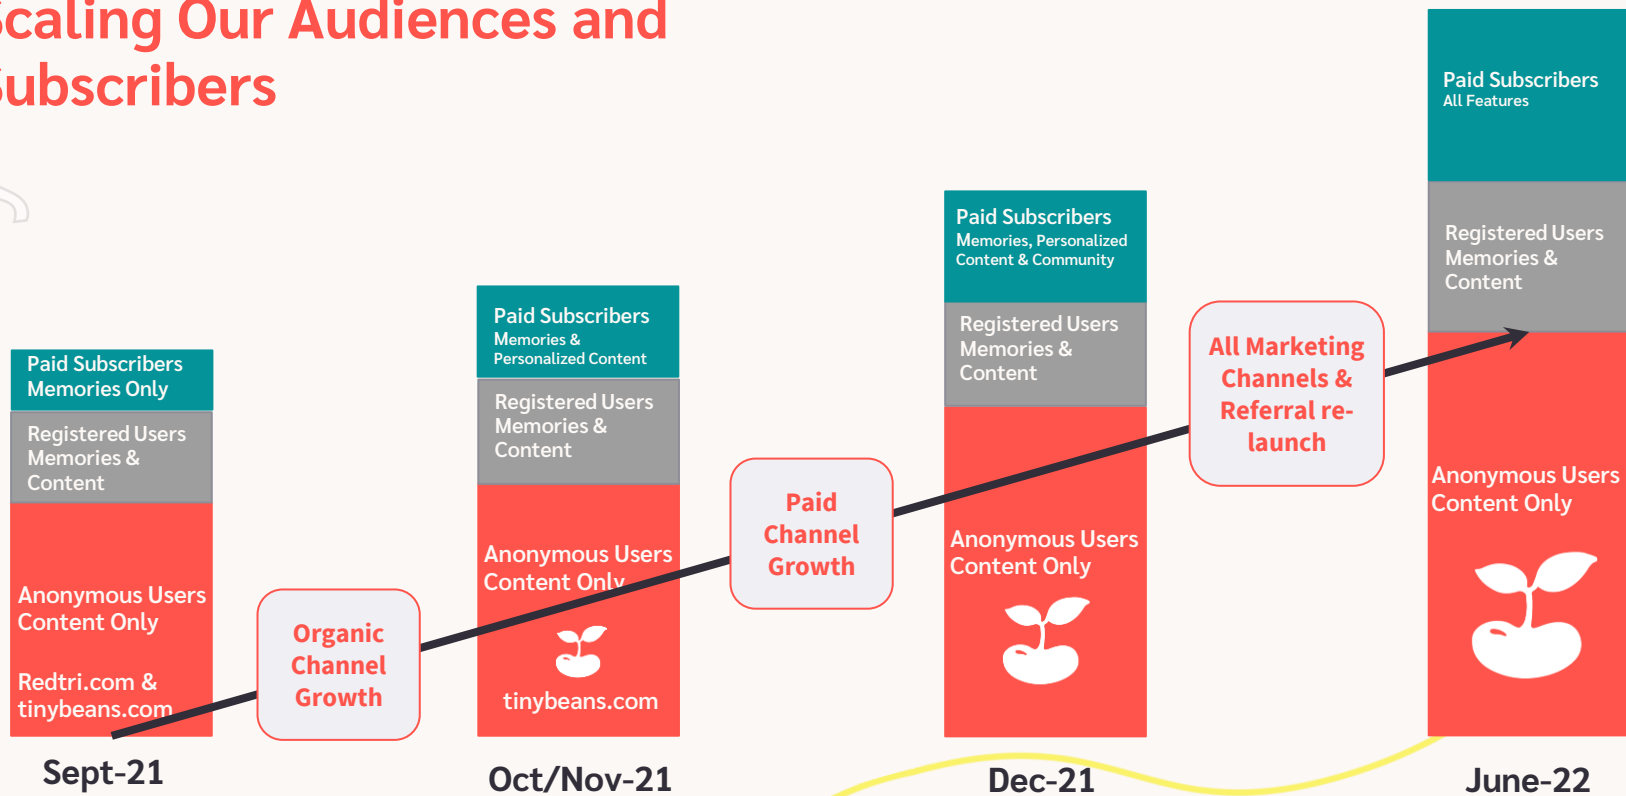 Scaling Our Audiences and
Subscribers
Paid Subscribers
Memories Only
Registered Users
Memories &
Content
Anonymous Users
Content Only
Redtri.com &
tinybeans.com
Sept-21
Organic
Channel
Growth
Paid Subscribers
Memories &
Personalized Content
Registered Users
Memories &
Content
Anonymous Users
Content Only
tinybeans.com
Oct/Nov-21
Paid
Channel
Growth
Paid Subscribers
Memories, Personalized
Content & Community
Registered Users
Memories &
Content
Anonymous Users
Content Only
Dec-21
All Marketing
Channels &
Referral re-
launch
Paid Subscribers
All Features
Registered Users
Memories &
Content
Anonymous Users
Content Only
June-22